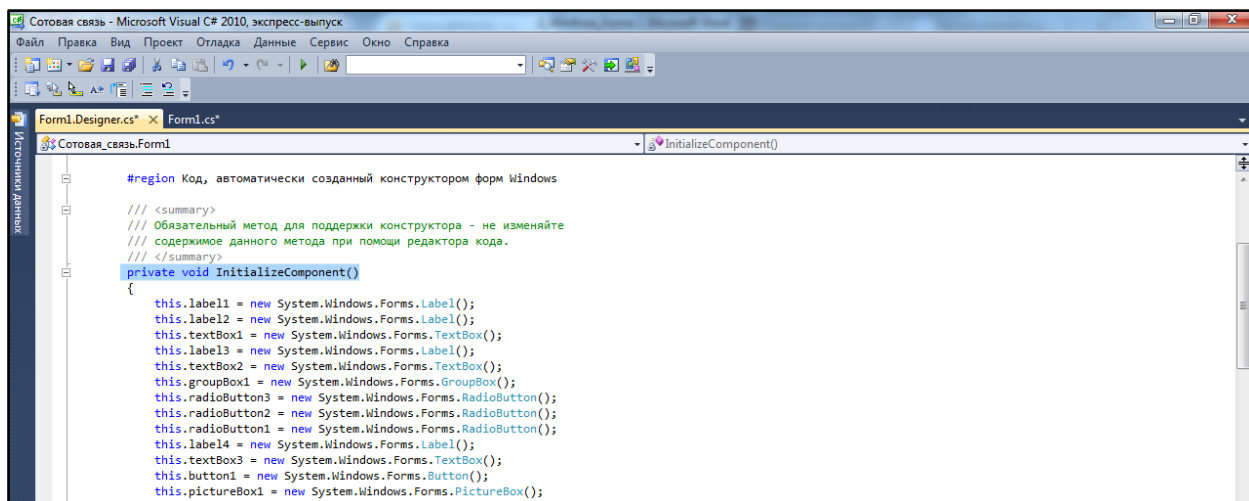 Сотовая связь - Microsoft Visual C# 2010, экспресс-выпуск
Файл Правка Вид Проект Отладка Данные Сервис Окно Справка
Form1.Designer.cs* Form1.cs*
Источники данных
Сотовая_связь.Form1 InitializeComponent()
#region Код, автоматически созданный конструктором форм Windows
/// <summary>
/// Обязательный метод для поддержки конструктора - не изменяйте
/// содержимое данного метода при помощи редактора кода.
/// </summary>
private void InitializeComponent()
{
this.label1 = new System.Windows.Forms.Label();
this.label2 = new System.Windows.Forms.Label();
this.textBox1 = new System.Windows.Forms.TextBox();
this.label3 = new System.Windows.Forms.Label();
this.textBox2 = new System.Windows.Forms.TextBox();
this.groupBox1 = new System.Windows.Forms.GroupBox();
this.radioButton3 = new System.Windows.Forms.RadioButton();
this.radioButton2 = new System.Windows.Forms.RadioButton();
this.radioButton1 = new System.Windows.Forms.RadioButton();
this.label4 = new System.Windows.Forms.Label();
this.textBox3 = new System.Windows.Forms.TextBox();
this.button1 = new System.Windows.Forms.Button();
this.pictureBox1 = new System.Windows.Forms.PictureBox();